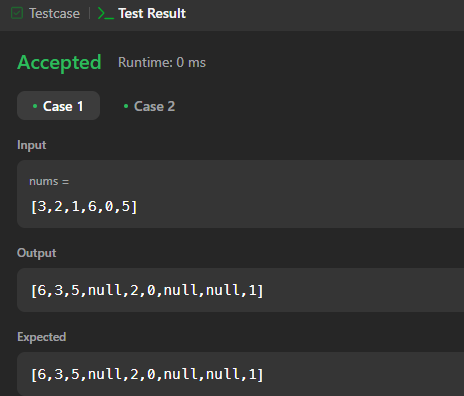 Testcase | >_ Test Result
Accepted Runtime: 0 ms
• Case 1 • Case 2
Input
nums =
[3,2,1,6,0,5]
Output
[6,3,5,null,2,0,null,null,1]
Expected
[6,3,5,null,2,0,null,null,1]